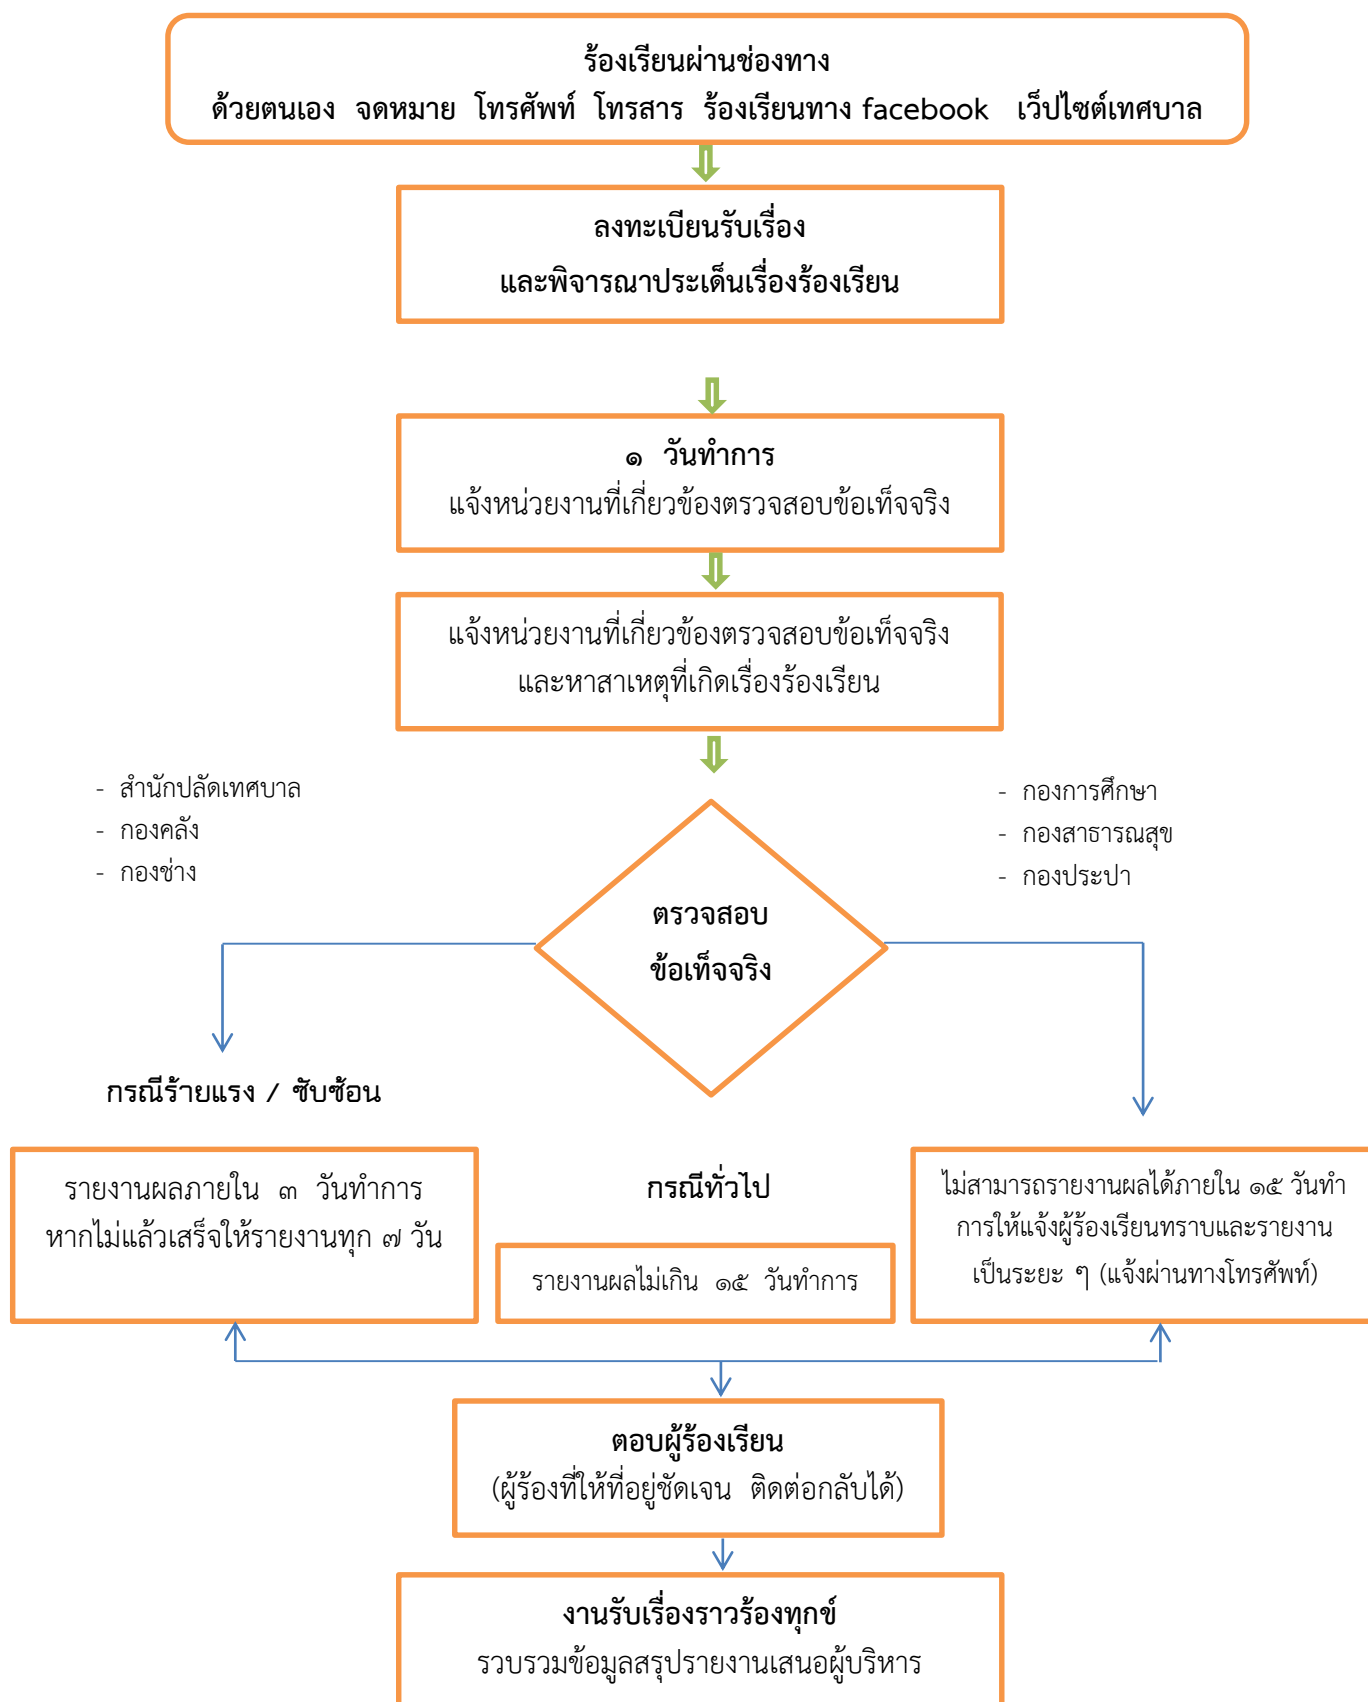 ร้องเรียนผ่านช่องทาง
ด้วยตนเอง จดหมาย โทรศัพท์ โทรสาร ร้องเรียนทาง facebook เว็ปไซต์เทศบาล
ลงทะเบียนรับเรื่อง
และพิจารณาประเด็นเรื่องร้องเรียน
๑ วันทำการ
แจ้งหน่วยงานที่เกี่ยวข้องตรวจสอบข้อเท็จจริง
แจ้งหน่วยงานที่เกี่ยวข้องตรวจสอบข้อเท็จจริง
และหาสาเหตุที่เกิดเรื่องร้องเรียน
- สำนักปลัดเทศบาล
- กองคลัง
- กองช่าง
- กองการศึกษา
- กองสาธารณสุข
- กองประปา
ตรวจสอบ
ข้อเท็จจริง
กรณีร้ายแรง / ซับซ้อน
รายงานผลภายใน ๓ วันทำการ
หากไม่แล้วเสร็จให้รายงานทุก ๗ วัน
กรณีทั่วไป
รายงานผลไม่เกิน ๑๕ วันทำการ
ไม่สามารถรายงานผลได้ภายใน ๑๕ วันทำ
การให้แจ้งผู้ร้องเรียนทราบและรายงาน
เป็นระยะ ๆ (แจ้งผ่านทางโทรศัพท์)
ตอบผู้ร้องเรียน
(ผู้ร้องที่ให้ที่อยู่ชัดเจน ติดต่อกลับได้)
งานรับเรื่องราวร้องทุกข์
รวบรวมข้อมูลสรุปรายงานเสนอผู้บริหาร